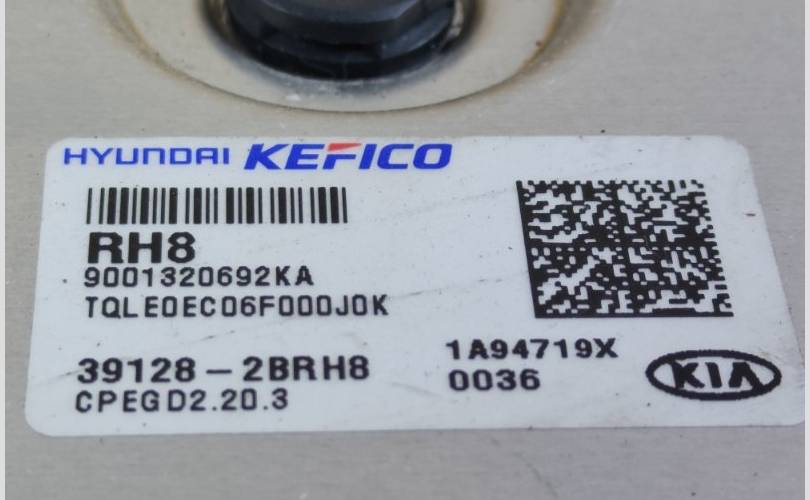 HYUNDAI KEFICO
RH8
9001320692KA
TQLE0EC06F000J0K
39128-2BRH8
CPEGD2.20.3
1A94719X
0036
KIA